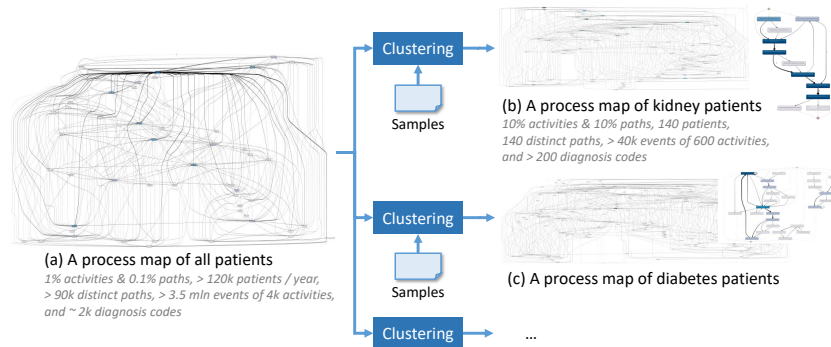 Clustering
Samples
(b) A process map of kidney patients
10% activities & 10% paths, 140 patients,
140 distinct paths, > 40k events of 600 activities,
and > 200 diagnosis codes
(a) A process map of all patients
1% activities & 0.1% paths, > 120k patients / year,
> 90k distinct paths, > 3.5 mln events of 4k activities,
and ~ 2k diagnosis codes
Clustering
Samples
(c) A process map of diabetes patients
Clustering
...